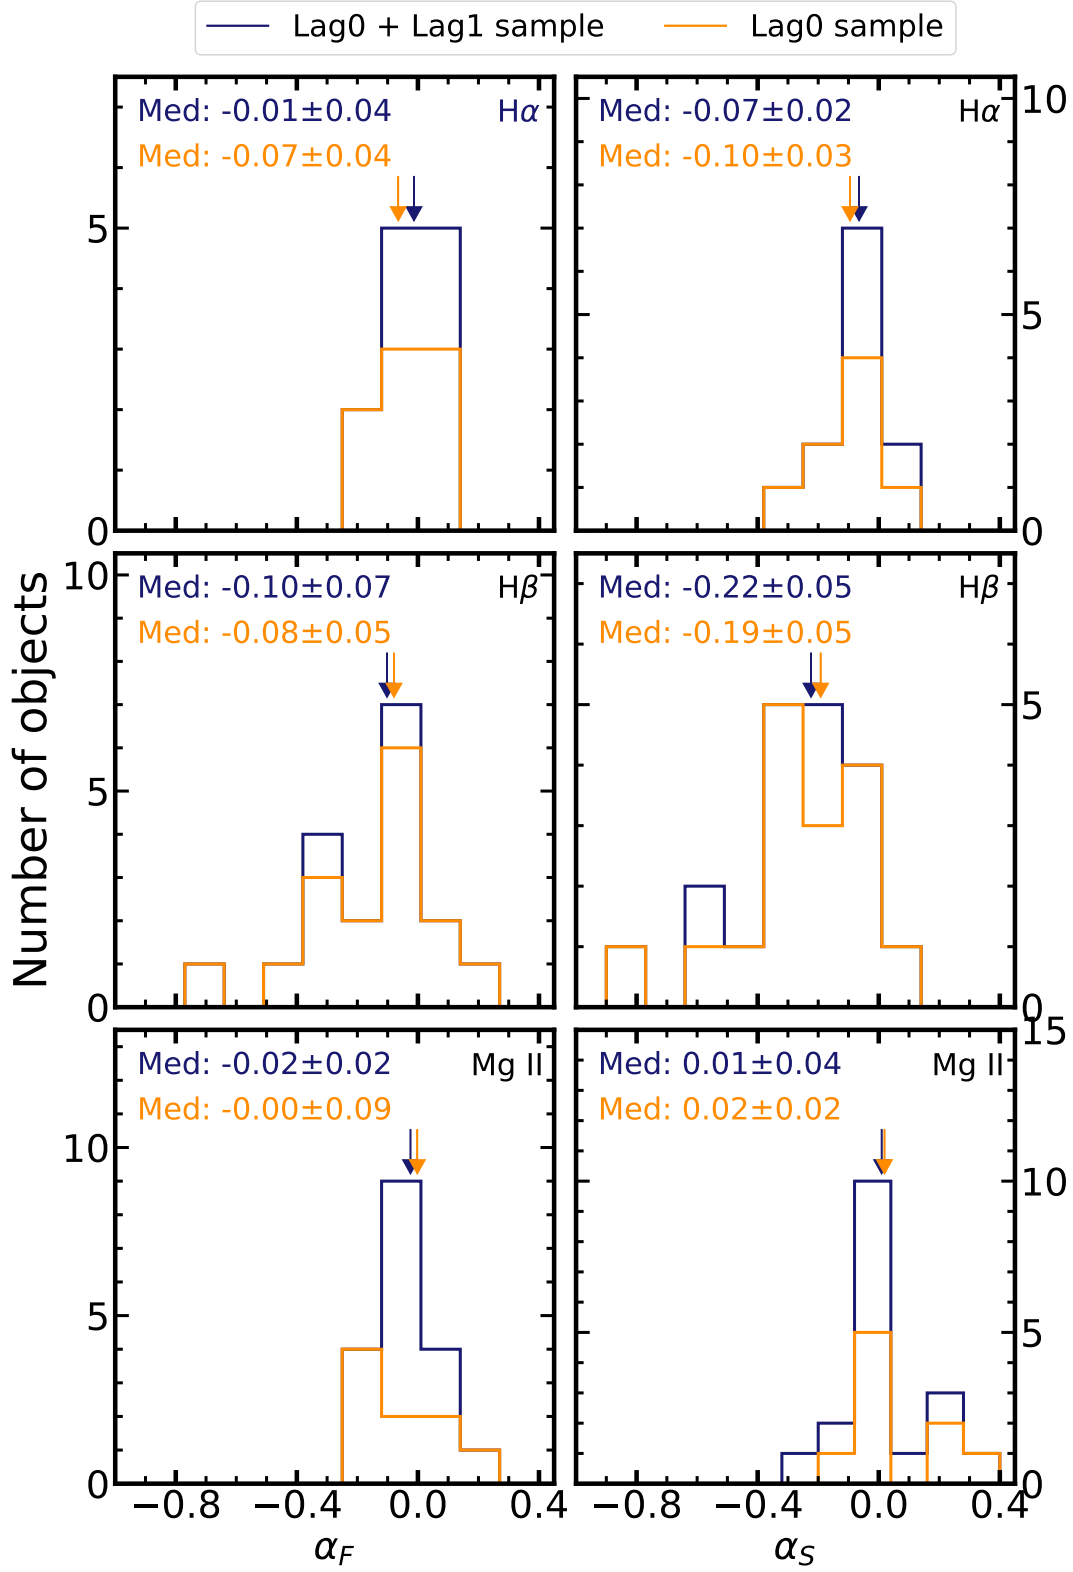 Lag0 + Lag1 sample
Lag0 sample
Med: -0.01±0.04
Hα
Med: -0.07±0.04
5
0
Med: -0.07±0.02
Hα
Med: -0.10±0.03
10
5
0
Number of objects
Med: -0.10±0.07
Hβ
Med: -0.08±0.05
10
5
0
Med: -0.22±0.05
Hβ
Med: -0.19±0.05
5
0
Med: -0.02±0.02
Mg II
Med: -0.00±0.09
10
5
0
−0.8 −0.4 0.0 0.4
α_F
Med: 0.01±0.04
Mg II
Med: 0.02±0.02
15
10
5
0
−0.8 −0.4 0.0 0.4
α_S